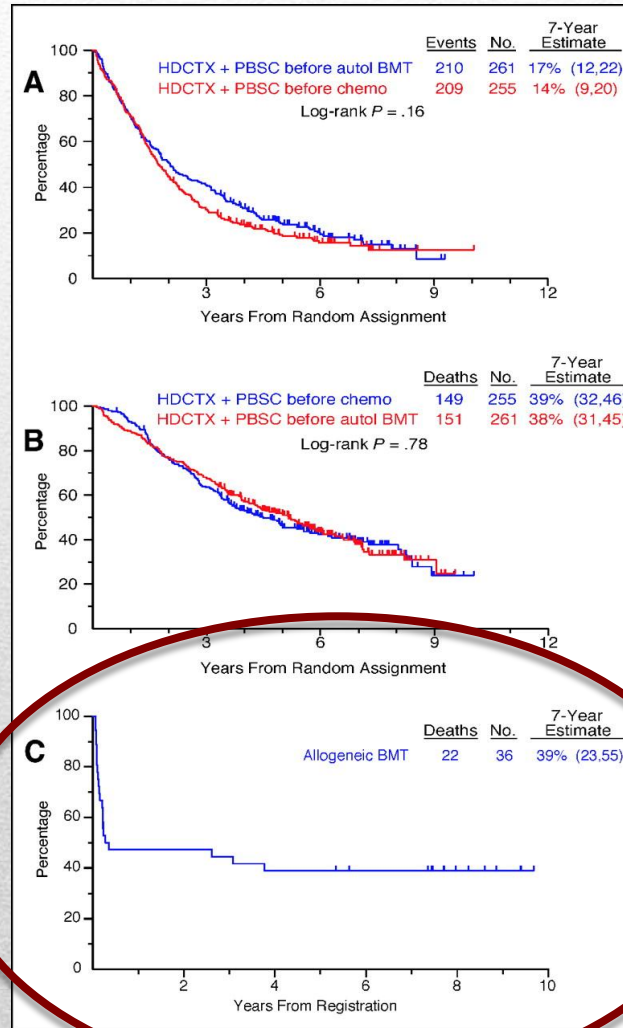 7-Year
Events No. Estimate
HDCTX + PBSC before autol BMT 210 261 17% (12,22)
HDCTX + PBSC before chemo 209 255 14% (9,20)
Log-rank P = .16
A
Percentage
100
80
60
40
20
0
3 6 9 12
Years From Random Assignment
7-Year
Deaths No. Estimate
HDCTX + PBSC before chemo 149 255 39% (32,46)
HDCTX + PBSC before autol BMT 151 261 38% (31,45)
Log-rank P = .78
B
Percentage
100
80
60
40
20
0
3 6 9 12
Years From Random Assignment
7-Year
Deaths No. Estimate
Allogeneic BMT 22 36 39% (23,55)
C
Percentage
100
80
60
40
20
0
2 4 6 8 10
Years From Registration